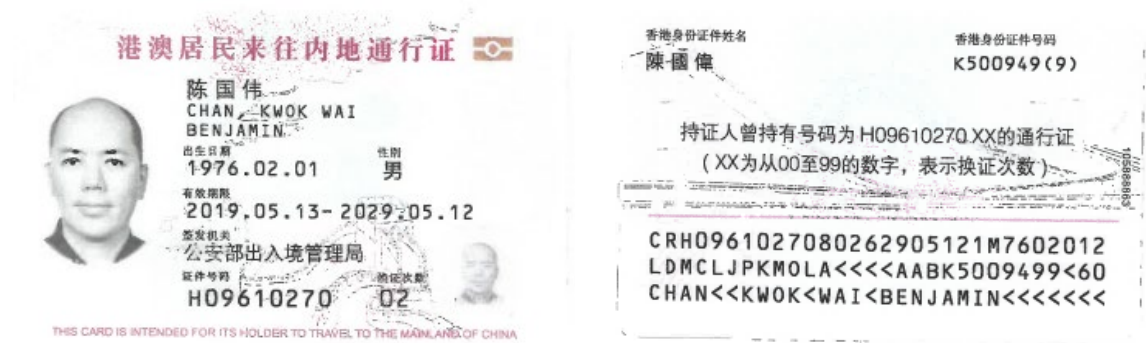 港澳居民来往内地通行证
陈国伟
CHAN, KWOK WAI
BENJAMIN
出生日期
1976.02.01
性别
男
有效期限
2019.05.13- 2029.05.12
签发机关
公安部出入境管理局
证件号码
H09610270
换证次数
02
THIS CARD IS INTENDED FOR ITS HOLDER TO TRAVEL TO THE MAINLAND OF CHINA
香港身份证件姓名
陳國偉
香港身份证件号码
K500949(9)
持证人曾持有号码为H09610270XX的通行证
（XX为从00至99的数字，表示换证次数）
CRH0961027080262905121M7602012
LDMCLJPKMOLA<<<<AABK5009499<60
CHAN<<KWOK<WAI<BENJAMIN<<<<<<<